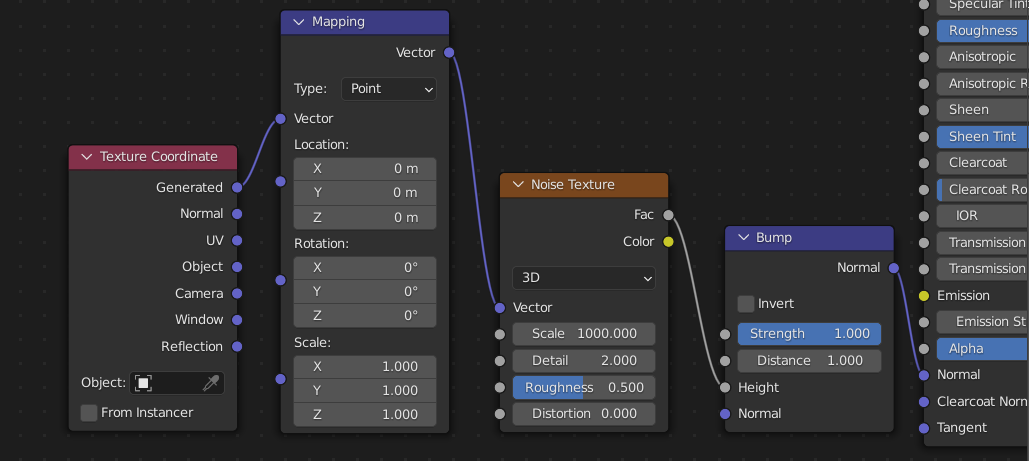 Mapping
Vector
Type: Point
Vector
Location:
X 0 m
Y 0 m
Z 0 m
Rotation:
X 0°
Y 0°
Z 0°
Scale:
X 1.000
Y 1.000
Z 1.000
Texture Coordinate
Generated
Normal
UV
Object
Camera
Window
Reflection
Object:
From Instancer
Noise Texture
Fac
Color
3D
Vector
Scale 1000.000
Detail 2.000
Roughness 0.500
Distortion 0.000
Bump
Normal
Invert
Strength 1.000
Distance 1.000
Height
Normal
Specular Tint
Roughness
Anisotropic
Anisotropic R
Sheen
Sheen Tint
Clearcoat
Clearcoat Ro
IOR
Transmission
Transmission
Emission
Emission St
Alpha
Normal
Clearcoat Norn
Tangent